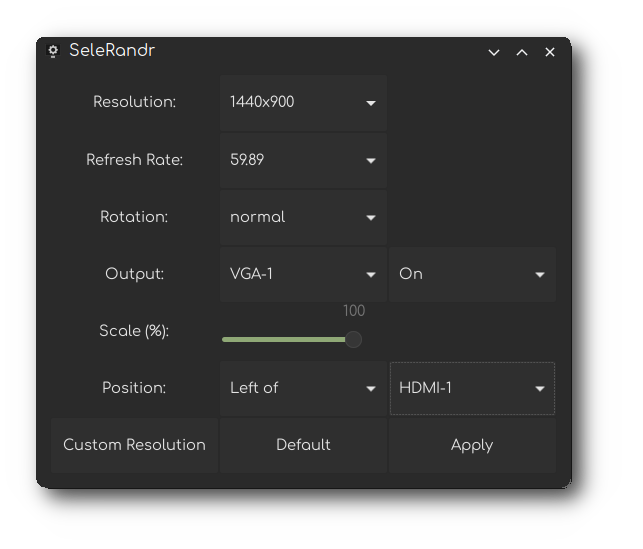 SeleRandr
Resolution: 1440x900
Refresh Rate: 59.89
Rotation: normal
Output: VGA-1 On
100
Scale (%):
Position: Left of HDMI-1
Custom Resolution Default Apply